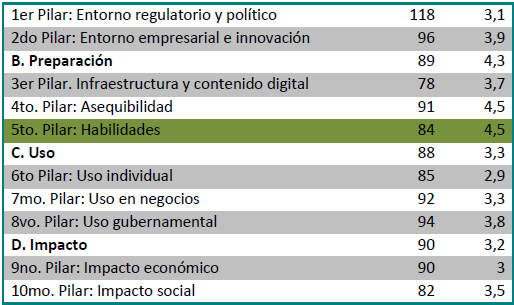 1er Pilar: Entorno regulatorio y político 118 3,1
2do Pilar: Entorno empresarial e innovación 96 3,9
B. Preparación 89 4,3
3er Pilar. Infraestructura y contenido digital 78 3,7
4to. Pilar: Asequibilidad 91 4,5
5to. Pilar: Habilidades 84 4,5
C. Uso 88 3,3
6to Pilar: Uso individual 85 2,9
7mo. Pilar: Uso en negocios 92 3,3
8vo. Pilar: Uso gubernamental 94 3,8
D. Impacto 90 3,2
9no. Pilar: Impacto económico 90 3
10mo. Pilar: Impacto social 82 3,5